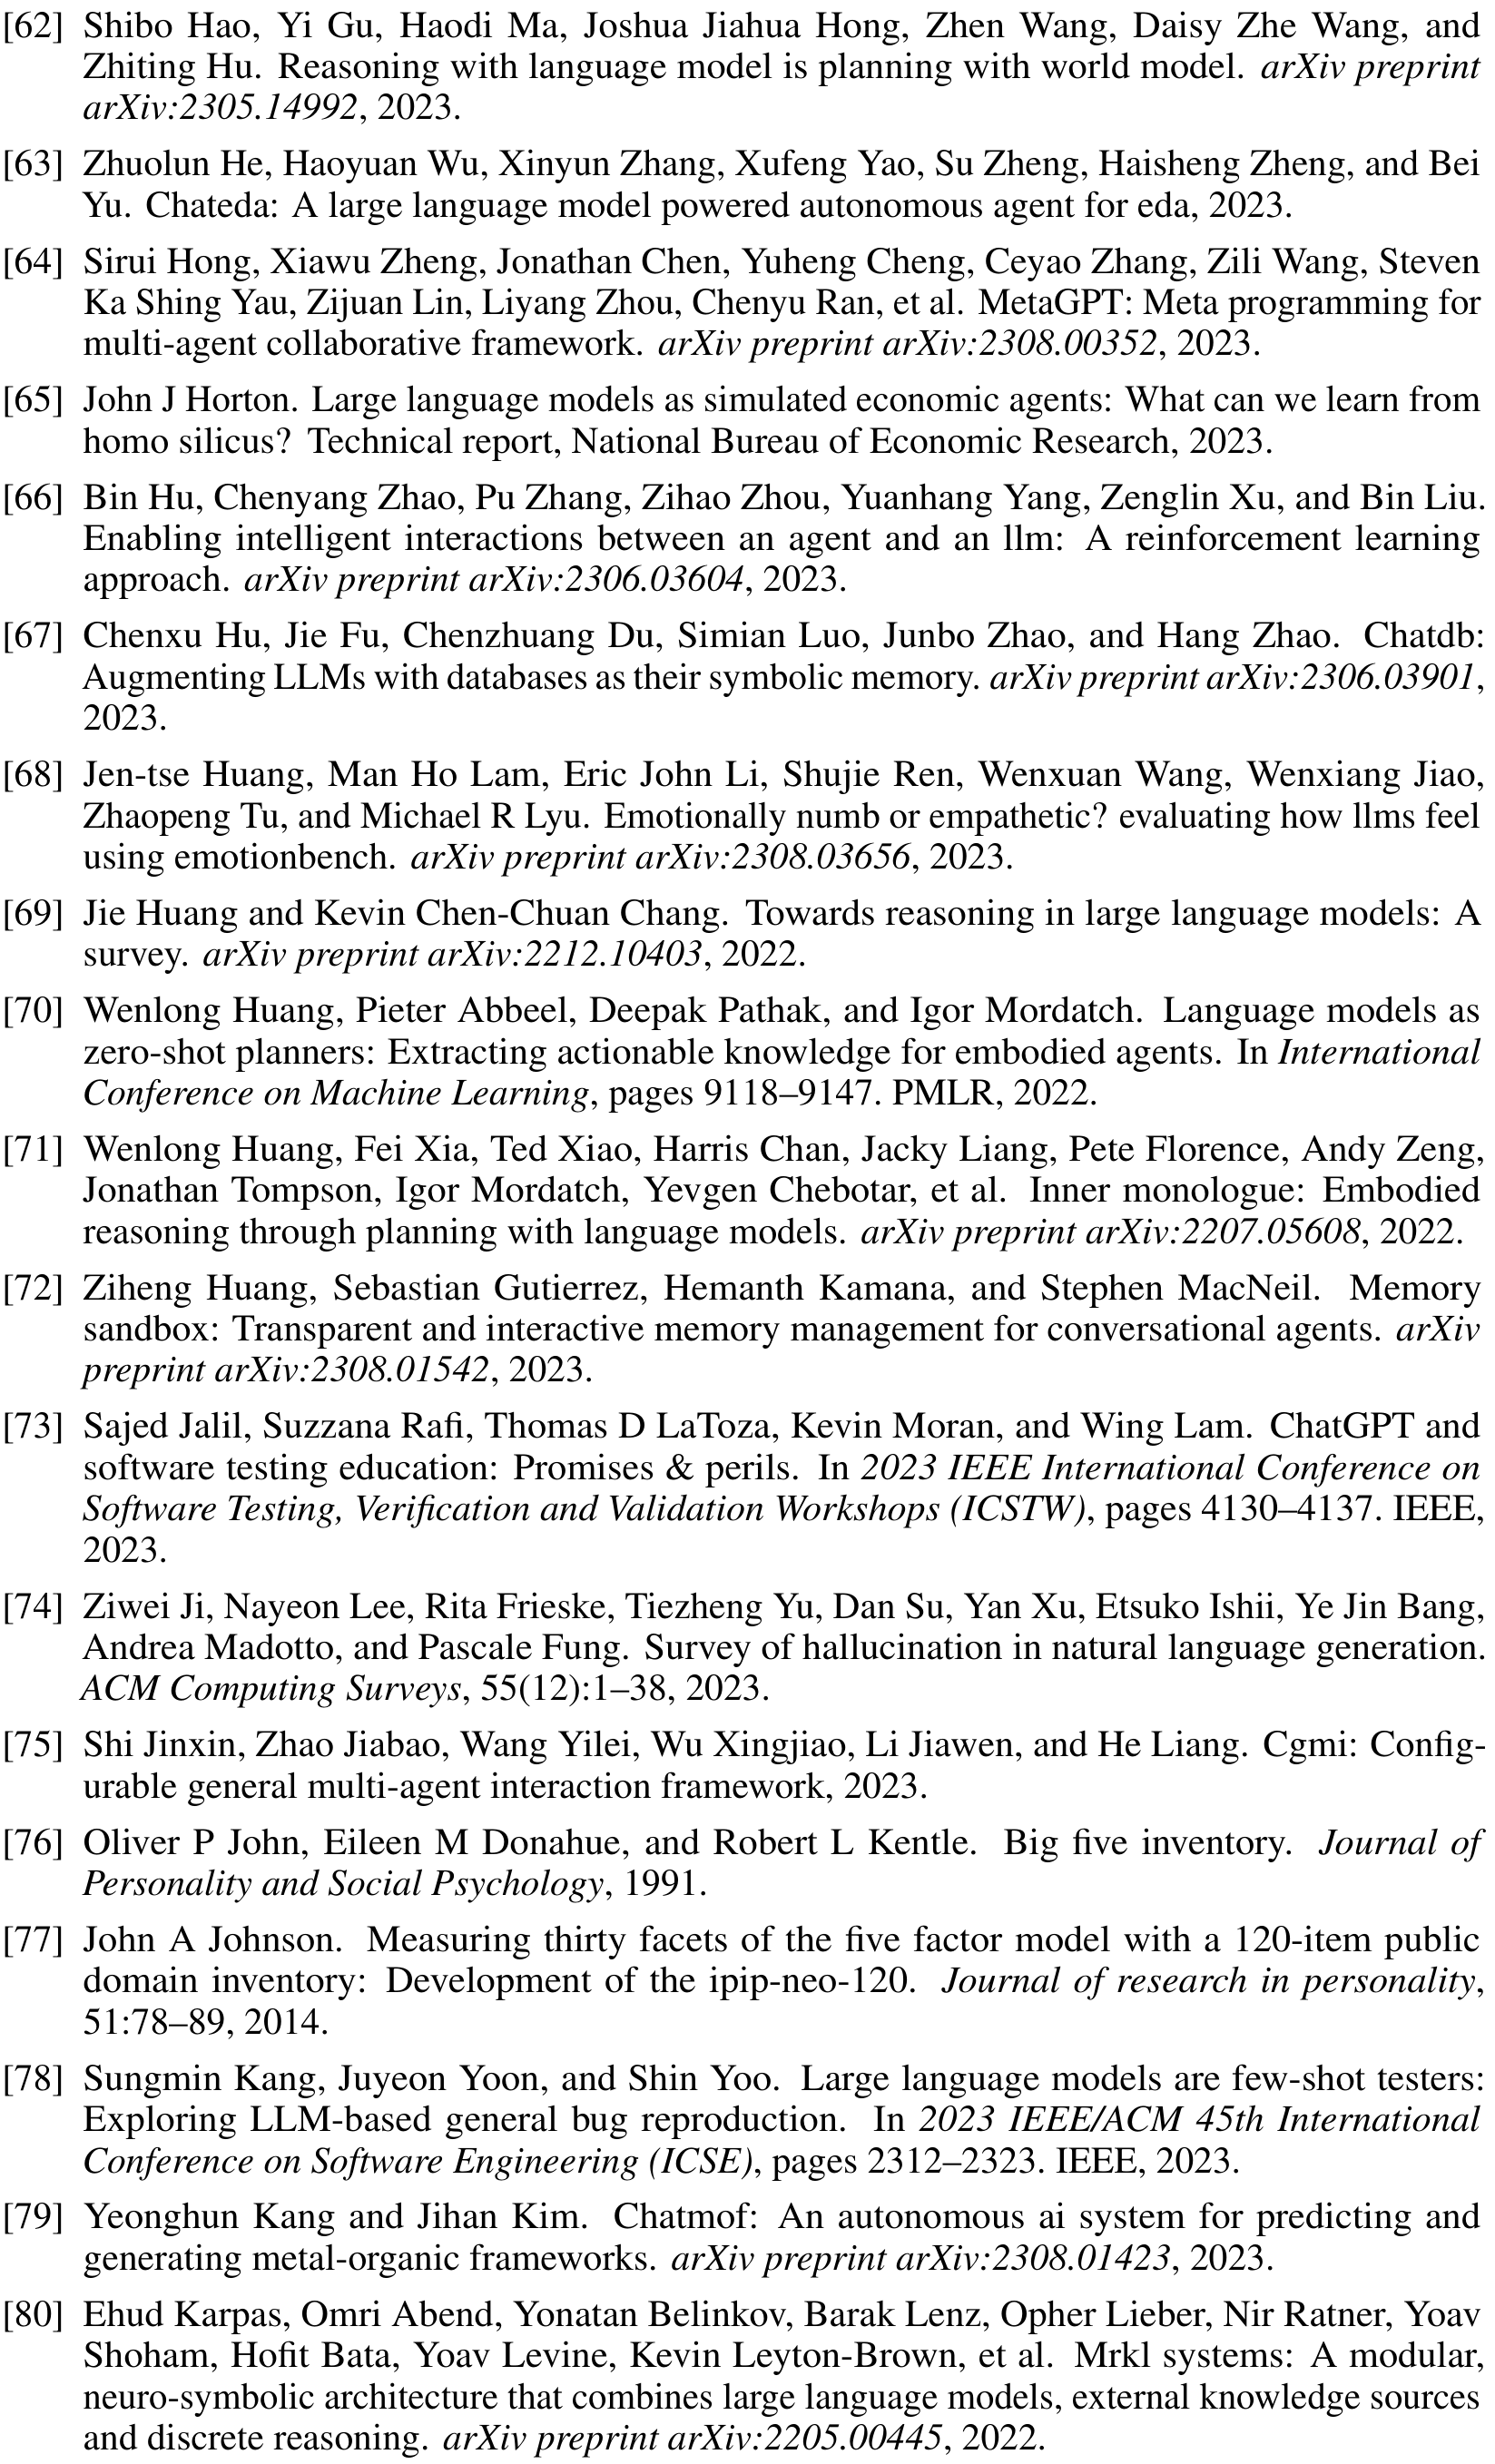 [62] Shibo Hao, Yi Gu, Haodi Ma, Joshua Jiahua Hong, Zhen Wang, Daisy Zhe Wang, and
Zhiting Hu. Reasoning with language model is planning with world model. arXiv preprint
arXiv:2305.14992, 2023.
[63] Zhuolun He, Haoyuan Wu, Xinyun Zhang, Xufeng Yao, Su Zheng, Haisheng Zheng, and Bei
Yu. Chateda: A large language model powered autonomous agent for eda, 2023.
[64] Sirui Hong, Xiawu Zheng, Jonathan Chen, Yuheng Cheng, Ceyao Zhang, Zili Wang, Steven
Ka Shing Yau, Zijuan Lin, Liyang Zhou, Chenyu Ran, et al. MetaGPT: Meta programming for
multi-agent collaborative framework. arXiv preprint arXiv:2308.00352, 2023.
[65] John J Horton. Large language models as simulated economic agents: What can we learn from
homo silicus? Technical report, National Bureau of Economic Research, 2023.
[66] Bin Hu, Chenyang Zhao, Pu Zhang, Zihao Zhou, Yuanhang Yang, Zenglin Xu, and Bin Liu.
Enabling intelligent interactions between an agent and an llm: A reinforcement learning
approach. arXiv preprint arXiv:2306.03604, 2023.
[67] Chenxu Hu, Jie Fu, Chenzhuang Du, Simian Luo, Junbo Zhao, and Hang Zhao. Chatdb:
Augmenting LLMs with databases as their symbolic memory. arXiv preprint arXiv:2306.03901,
2023.
[68] Jen-tse Huang, Man Ho Lam, Eric John Li, Shujie Ren, Wenxuan Wang, Wenxiang Jiao,
Zhaopeng Tu, and Michael R Lyu. Emotionally numb or empathetic? evaluating how llms feel
using emotionbench. arXiv preprint arXiv:2308.03656, 2023.
[69] Jie Huang and Kevin Chen-Chuan Chang. Towards reasoning in large language models: A
survey. arXiv preprint arXiv:2212.10403, 2022.
[70] Wenlong Huang, Pieter Abbeel, Deepak Pathak, and Igor Mordatch. Language models as
zero-shot planners: Extracting actionable knowledge for embodied agents. In International
Conference on Machine Learning, pages 9118–9147. PMLR, 2022.
[71] Wenlong Huang, Fei Xia, Ted Xiao, Harris Chan, Jacky Liang, Pete Florence, Andy Zeng,
Jonathan Tompson, Igor Mordatch, Yevgen Chebotar, et al. Inner monologue: Embodied
reasoning through planning with language models. arXiv preprint arXiv:2207.05608, 2022.
[72] Ziheng Huang, Sebastian Gutierrez, Hemanth Kamana, and Stephen MacNeil. Memory
sandbox: Transparent and interactive memory management for conversational agents. arXiv
preprint arXiv:2308.01542, 2023.
[73] Sajed Jalil, Suzzana Rafi, Thomas D LaToza, Kevin Moran, and Wing Lam. ChatGPT and
software testing education: Promises & perils. In 2023 IEEE International Conference on
Software Testing, Verification and Validation Workshops (ICSTW), pages 4130–4137. IEEE,
2023.
[74] Ziwei Ji, Nayeon Lee, Rita Frieske, Tiezheng Yu, Dan Su, Yan Xu, Etsuko Ishii, Ye Jin Bang,
Andrea Madotto, and Pascale Fung. Survey of hallucination in natural language generation.
ACM Computing Surveys, 55(12):1–38, 2023.
[75] Shi Jinxin, Zhao Jiabao, Wang Yilei, Wu Xingjiao, Li Jiawen, and He Liang. Cgmi: Config-
urable general multi-agent interaction framework, 2023.
[76] Oliver P John, Eileen M Donahue, and Robert L Kentle. Big five inventory. Journal of
Personality and Social Psychology, 1991.
[77] John A Johnson. Measuring thirty facets of the five factor model with a 120-item public
domain inventory: Development of the ipip-neo-120. Journal of research in personality,
51:78–89, 2014.
[78] Sungmin Kang, Juyeon Yoon, and Shin Yoo. Large language models are few-shot testers:
Exploring LLM-based general bug reproduction. In 2023 IEEE/ACM 45th International
Conference on Software Engineering (ICSE), pages 2312–2323. IEEE, 2023.
[79] Yeonghun Kang and Jihan Kim. Chatmof: An autonomous ai system for predicting and
generating metal-organic frameworks. arXiv preprint arXiv:2308.01423, 2023.
[80] Ehud Karpas, Omri Abend, Yonatan Belinkov, Barak Lenz, Opher Lieber, Nir Ratner, Yoav
Shoham, Hofit Bata, Yoav Levine, Kevin Leyton-Brown, et al. Mrkl systems: A modular,
neuro-symbolic architecture that combines large language models, external knowledge sources
and discrete reasoning. arXiv preprint arXiv:2205.00445, 2022.